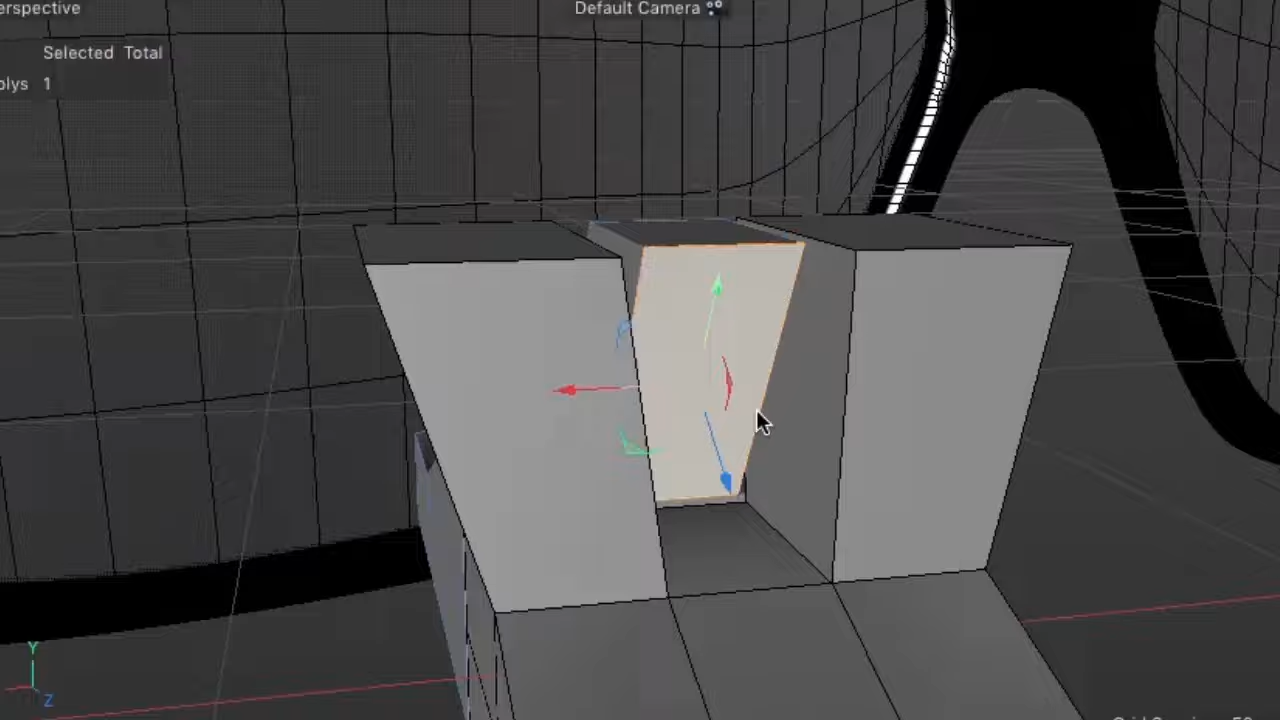 erspective
Default Camera
Selected Total
olys 1
Y
Z